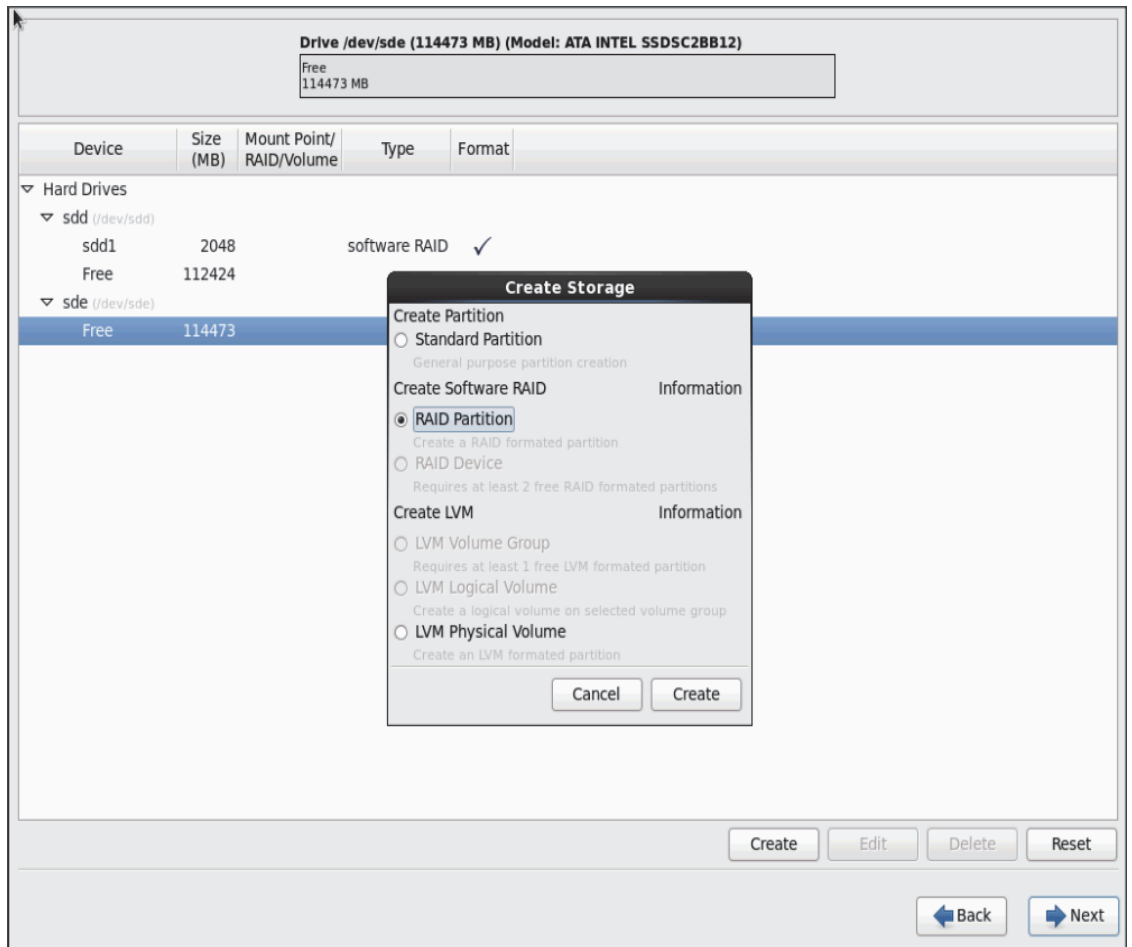 Drive /dev/sde (114473 MB) (Model: ATA INTEL SSDSC2BB12)
Free
114473 MB
Device Size (MB) Mount Point/ RAID/Volume Type Format
Hard Drives
sdd (/dev/sdd)
sdd1 2048 software RAID ✓
Free 112424
sde (/dev/sde)
Free 114473
Create Storage
Create Partition
Standard Partition
General purpose partition creation
Create Software RAID Information
RAID Partition
Create a RAID formated partition
RAID Device
Requires at least 2 free RAID formated partitions
Create LVM Information
LVM Volume Group
Requires at least 1 free LVM formated partition
LVM Logical Volume
Create a logical volume on selected volume group
LVM Physical Volume
Create an LVM formated partition
Cancel Create
Create Edit Delete Reset
Back Next